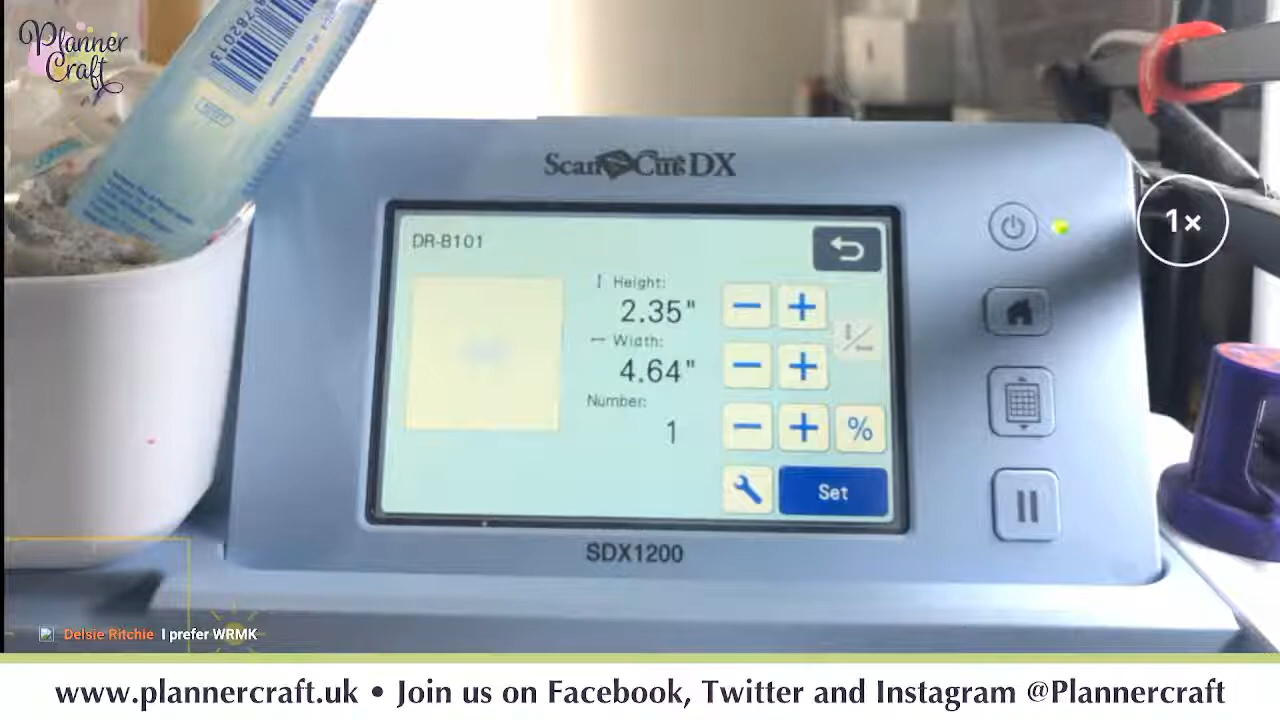 Planner
Craft
ScanNCut DX
DR-B101
Height:
2.35"
Width:
4.64"
Number:
1
%
Set
1×
SDX1200
Delsie Ritchie I prefer WRMK
www.plannercraft.uk • Join us on Facebook, Twitter and Instagram @Plannercraft